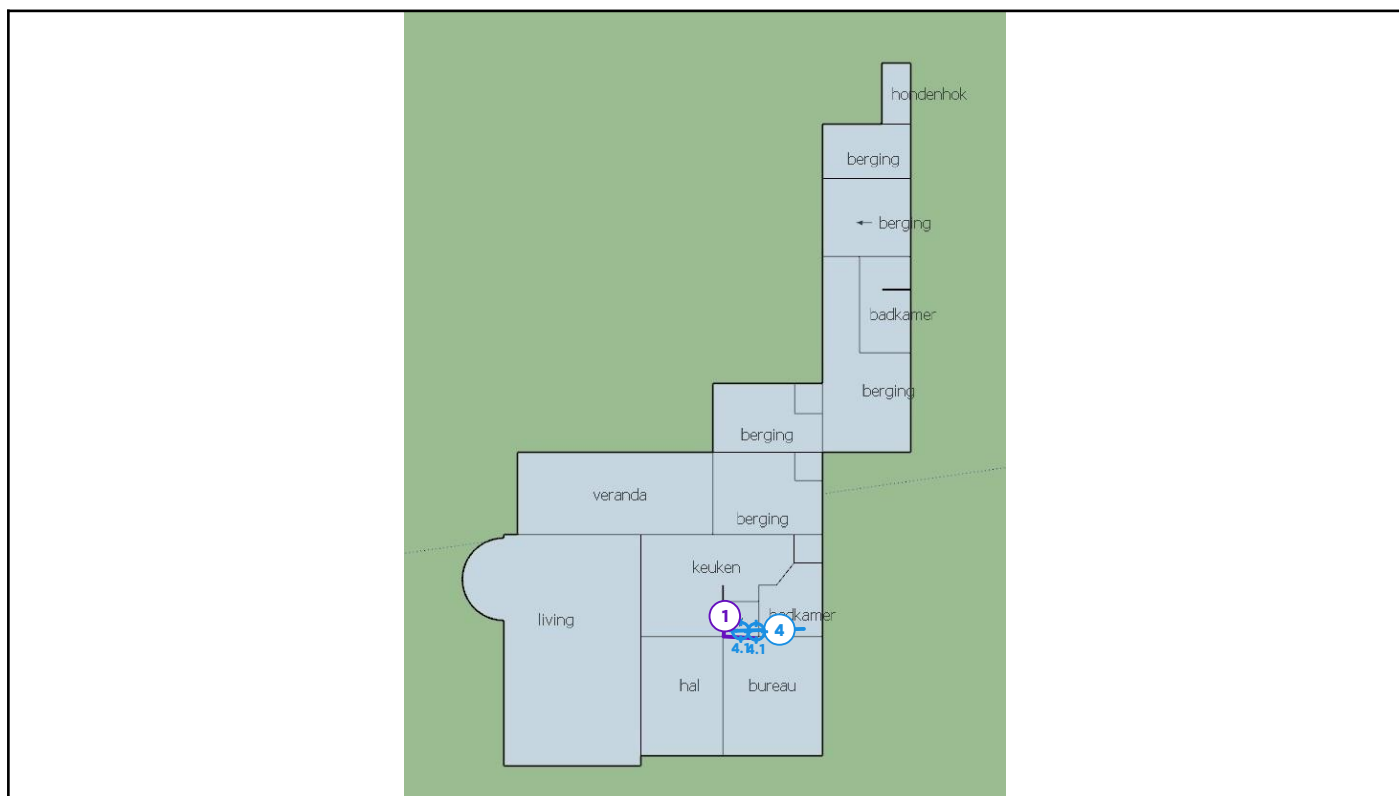 hondenhok
berging
← berging
badkamer
berging
berging
veranda
berging
keuken
living
1
badkamer
4
4.1
4.1
hal
bureau